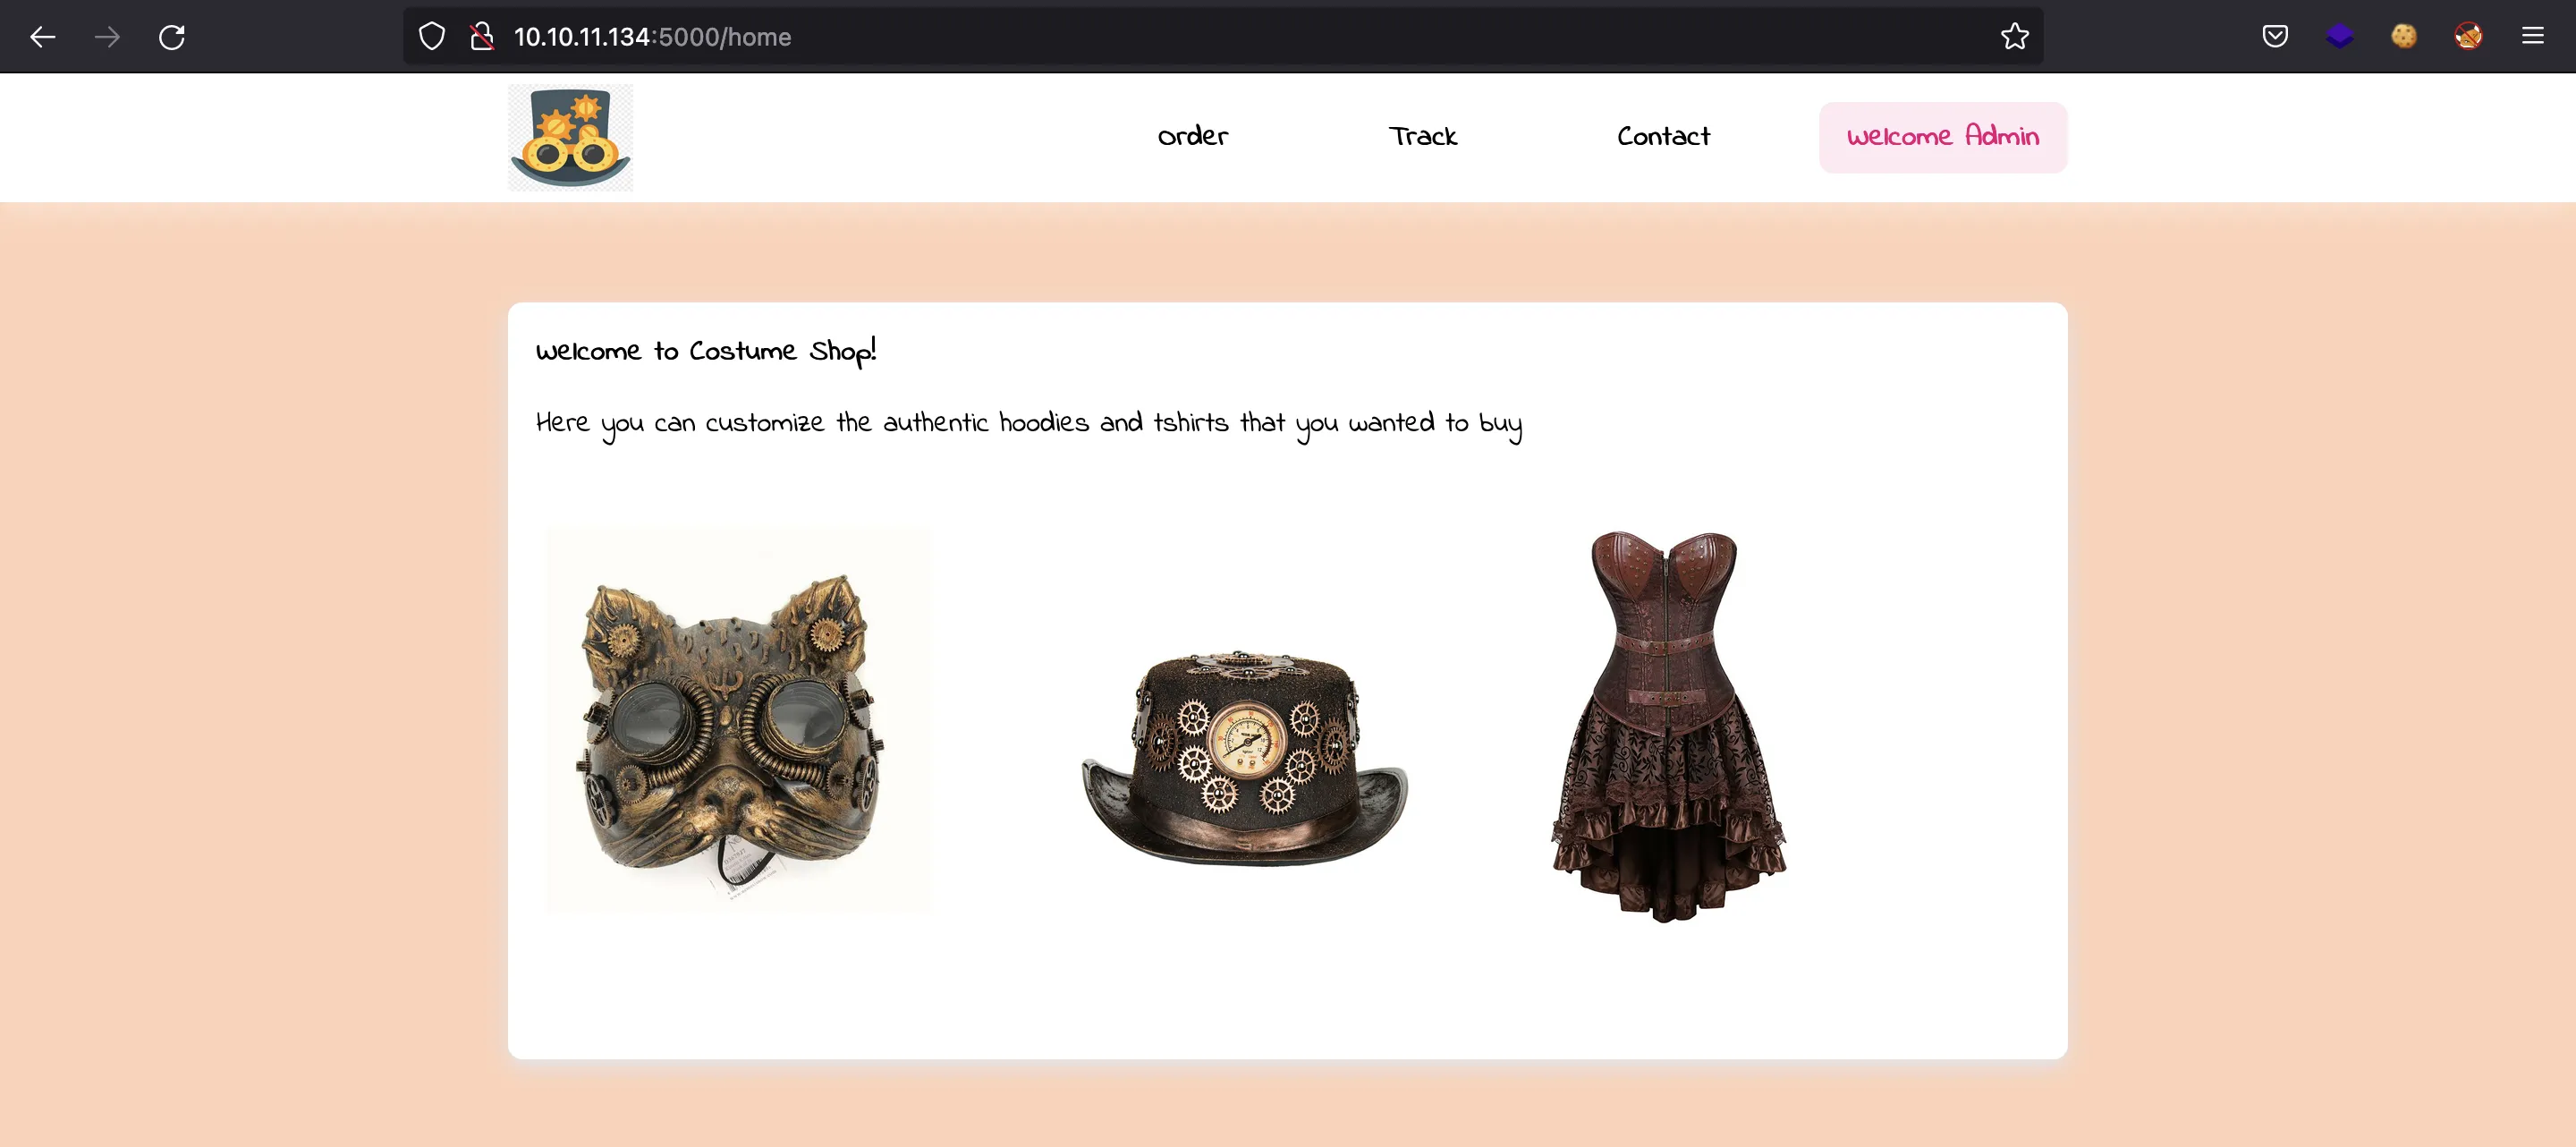 10.10.11.134:5000/home
Order
Track
Contact
Welcome Admin
Welcome to Costume Shop!
Here you can customize the authentic hoodies and tshirts that you wanted to buy